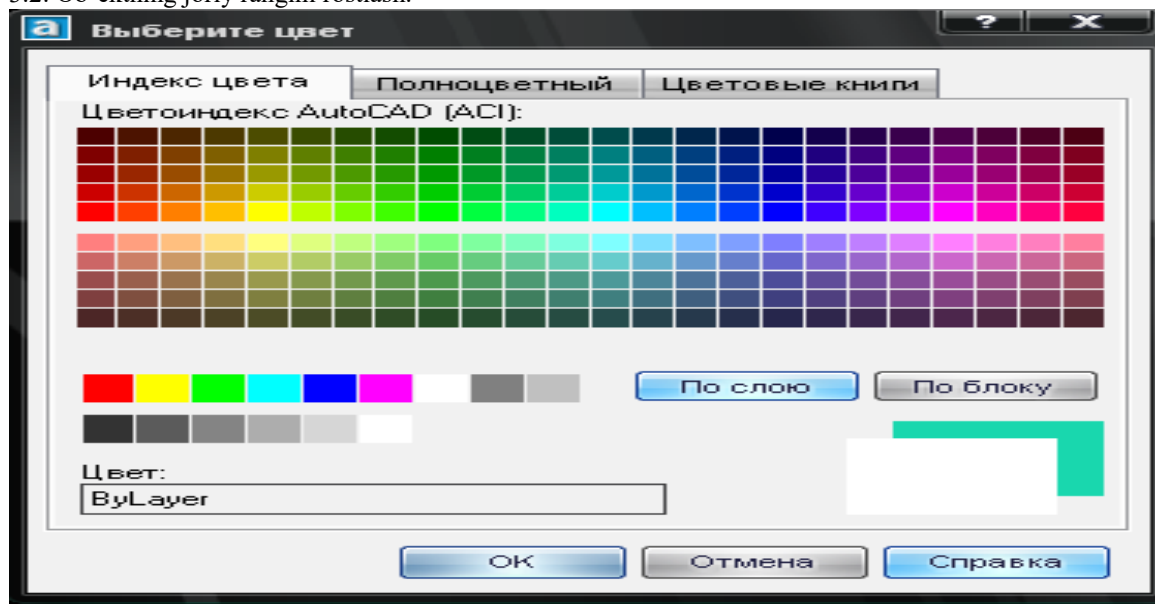 a Выберите цвет ? X
Индекс цвета Полноцветный Цветовые книги
Цветоиндекс AutoCAD (ACI):
По слою По блоку
Цвет:
ByLayer
OK Отмена Справка